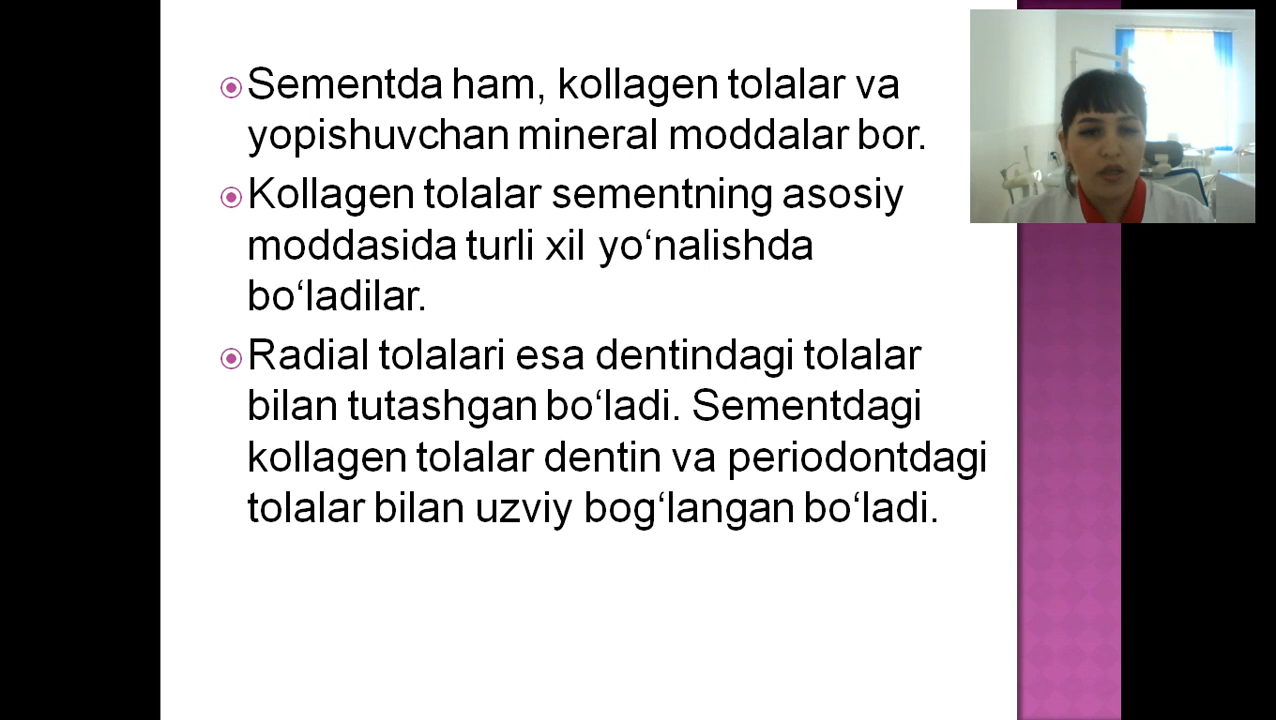 Sementda ham, kollagen tolalar va
yopishuvchan mineral moddalar bor.
Kollagen tolalar sementning asosiy
moddasida turli xil yo‘nalishda
bo‘ladilar.
Radial tolalari esa dentindagi tolalar
bilan tutashgan bo‘ladi. Sementdagi
kollagen tolalar dentin va periodontdagi
tolalar bilan uzviy bog‘langan bo‘ladi.